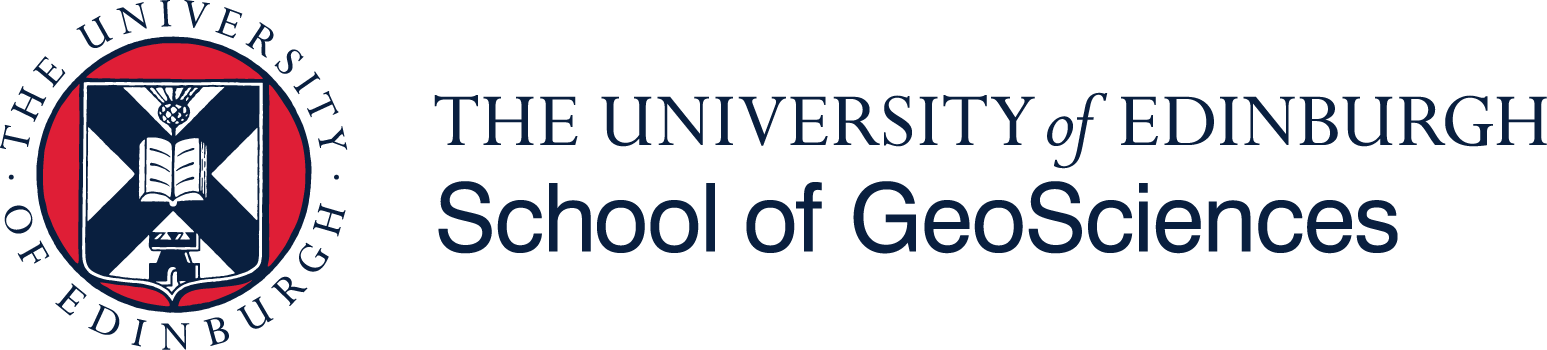 THE UNIVERSITY
· OF EDINBURGH ·
THE UNIVERSITY of EDINBURGH
School of GeoSciences